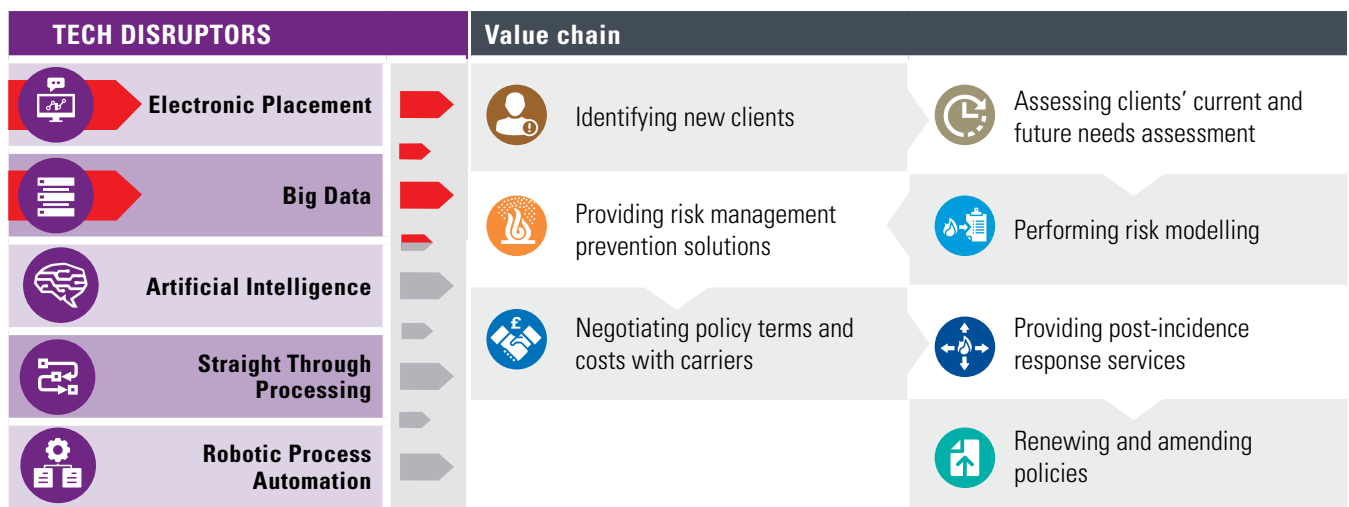 TECH DISRUPTORS
Electronic Placement
Big Data
Artificial Intelligence
Straight Through
Processing
Robotic Process
Automation
Value chain
Identifying new clients
Assessing clients' current and
future needs assessment
Performing risk modelling
Providing risk management
prevention solutions
Negotiating policy terms and
costs with carriers
£
Providing post-incidence
response services
Renewing and amending
policies